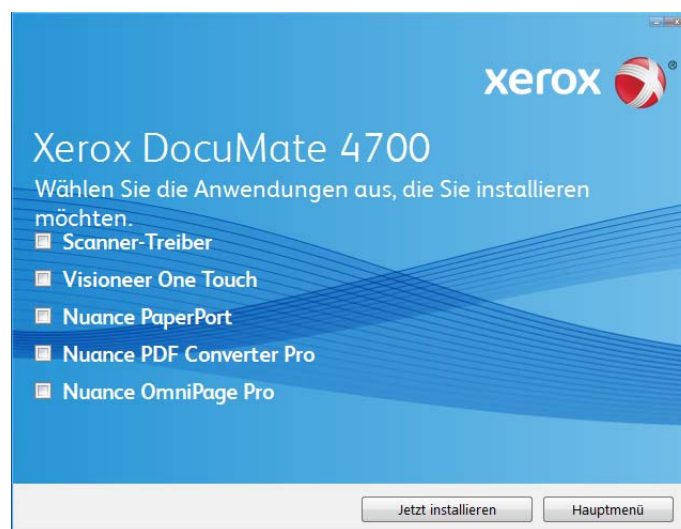 xerox ®
Xerox DocuMate 4700
Wählen Sie die Anwendungen aus, die Sie installieren
möchten.
Scanner-Treiber
Visioneer One Touch
Nuance PaperPort
Nuance PDF Converter Pro
Nuance OmniPage Pro
Jetzt installieren Hauptmenü